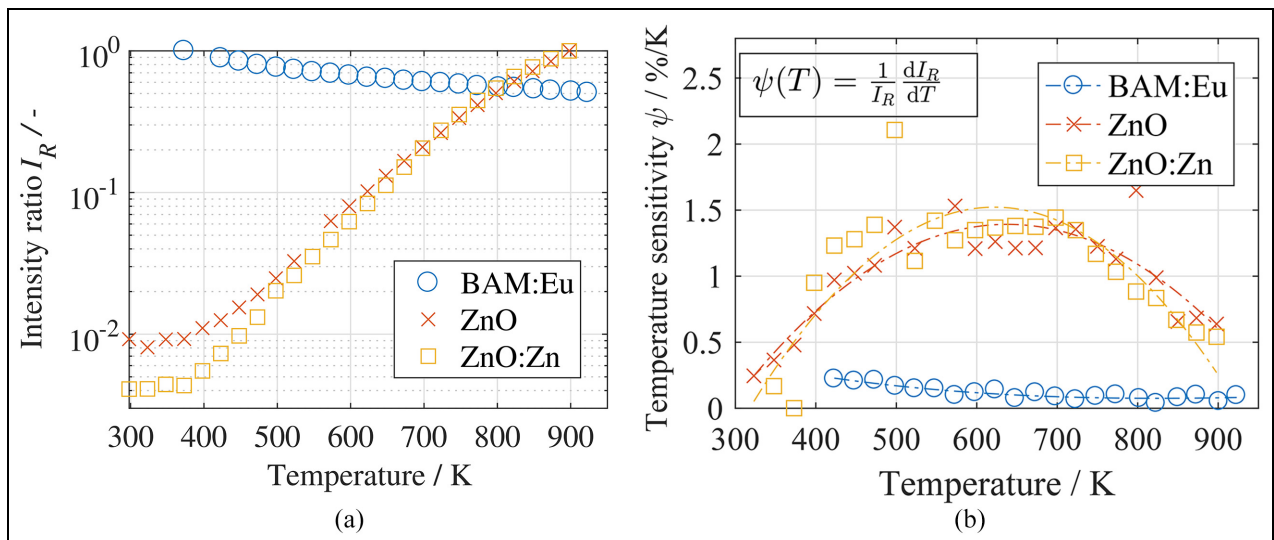 Intensity ratio I_R / -
10^0
10^-1
10^-2
300 400 500 600 700 800 900
Temperature / K
BAM:Eu
ZnO
ZnO:Zn
(a)
Temperature sensitivity ψ / %/K
2.5
2
1.5
1
0.5
0
300 400 500 600 700 800 900
Temperature / K
ψ(T) = 1/I_R dI_R/dT
BAM:Eu
ZnO
ZnO:Zn
(b)